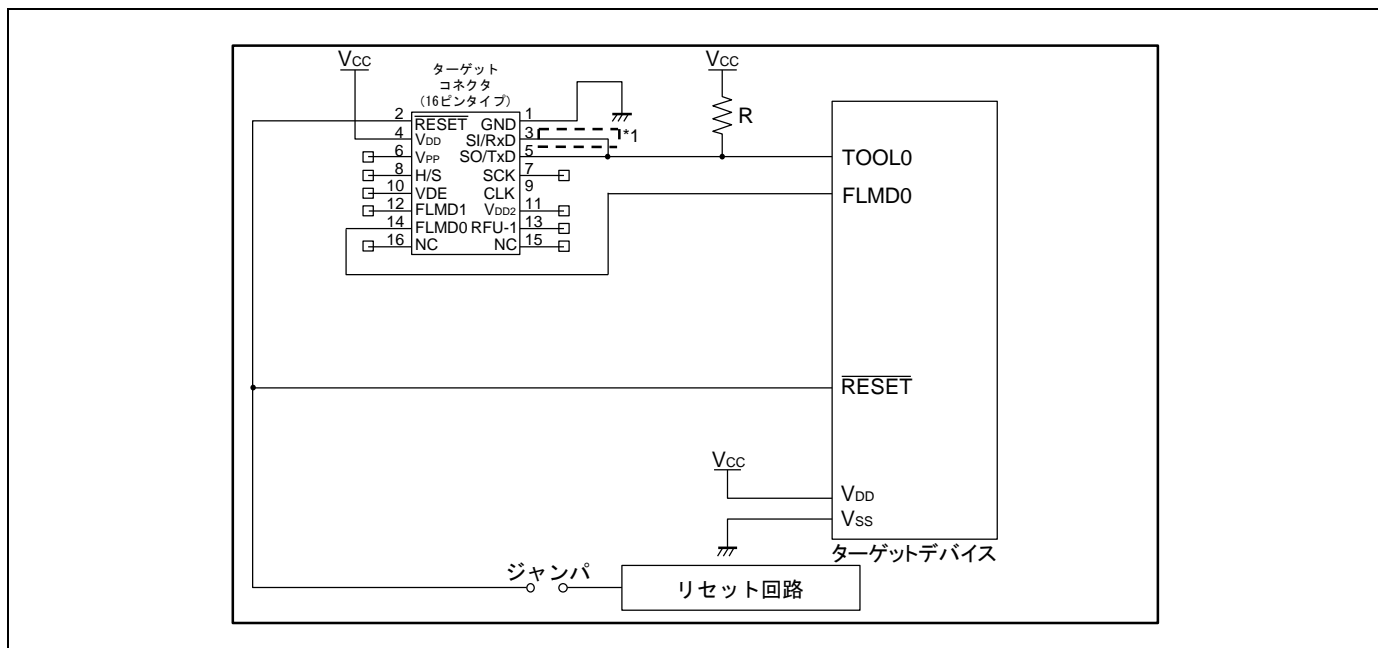 VCC
ターゲット
コネクタ
(16ピンタイプ)
2 RESET GND 1
4 VDD SI/RxD 3 *1
6 VPP SO/TxD 5
8 H/S SCK 7
10 VDE CLK 9
12 FLMD1 VDD2 11
14 FLMD0 RFU-1 13
16 NC NC 15
VCC
R
TOOL0
FLMD0
RESET
VCC
VDD
VSS
ターゲットデバイス
ジャンパ
リセット回路